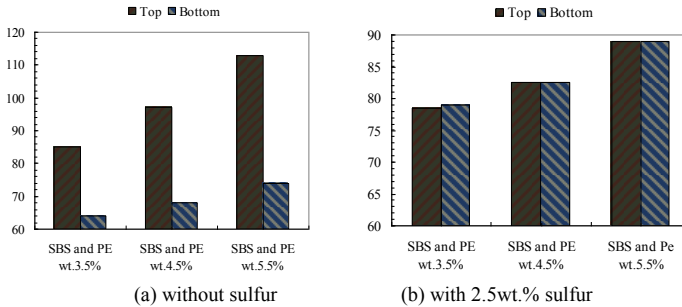 Top Bottom
120
110
100
90
80
70
60
SBS and PE SBS and PE SBS and PE
wt.3.5% wt.4.5% wt.5.5%
(a) without sulfur
Top Bottom
90
85
80
75
70
65
60
SBS and PE SBS and PE SBS and Pe
wt.3.5% wt.4.5% wt.5.5%
(b) with 2.5wt.% sulfur